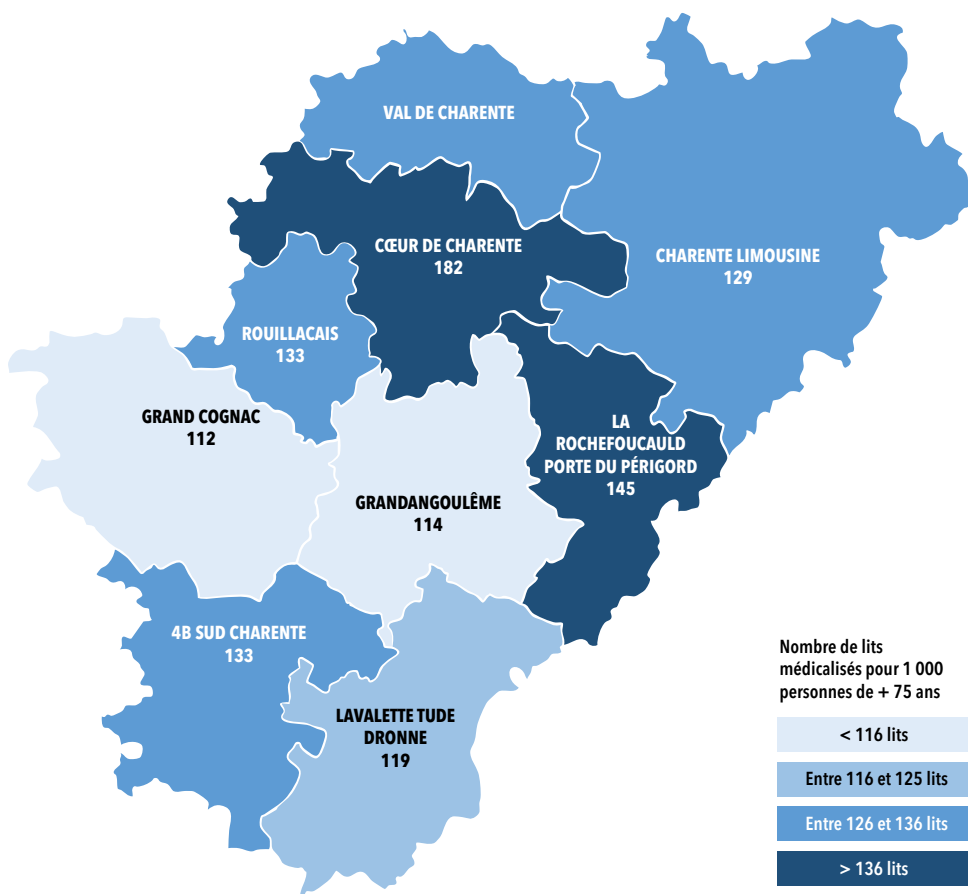 VAL DE CHARENTE
CŒUR DE CHARENTE
182
CHARENTE LIMOUSINE
129
ROUILLACAIS
133
GRAND COGNAC
112
LA
ROCHEFOUCAULD
PORTE DU PÉRIGORD
145
GRANDANGOULÊME
114
4B SUD CHARENTE
133
LAVALETTE TUDE
DRONNE
119
Nombre de lits
médicalisés pour 1 000
personnes de + 75 ans
< 116 lits
Entre 116 et 125 lits
Entre 126 et 136 lits
> 136 lits